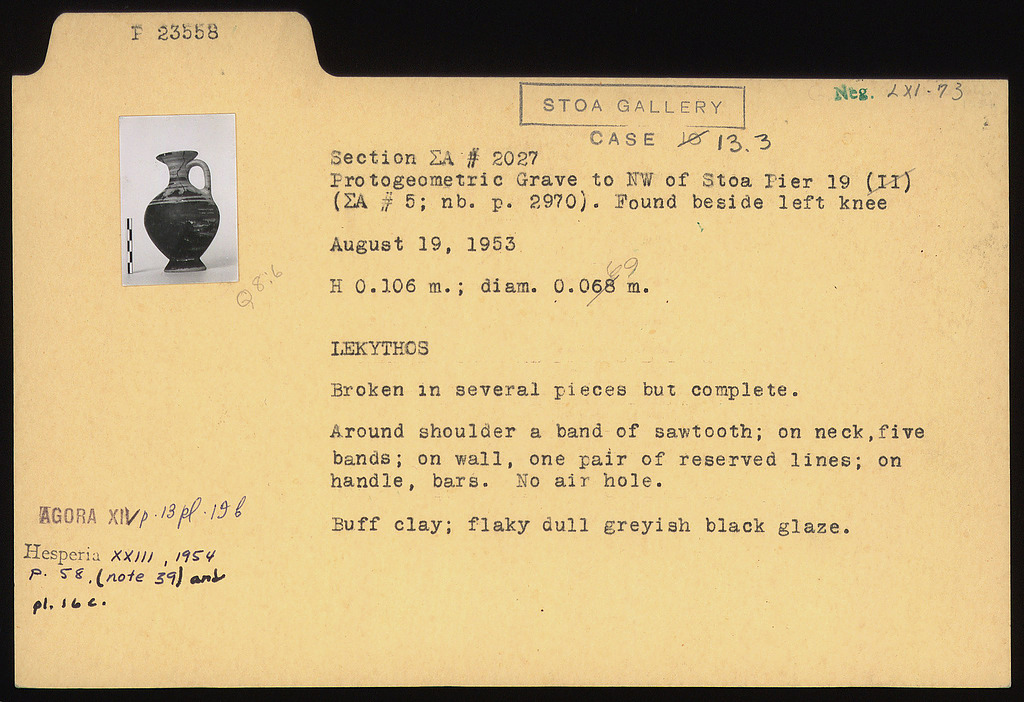 P 23558
Neg. LXI-73
STOA GALLERY
CASE 10 13.3
Section ΣA # 2027
Protogeometric Grave to NW of Stoa Pier 19 (II)
(ΣA # 5; nb. p. 2970). Found beside left knee
August 19, 1953
H 0.106 m.; diam. 0.068 69 m.
Q 8:6
LEKYTHOS
Broken in several pieces but complete.
Around shoulder a band of sawtooth; on neck, five
bands; on wall, one pair of reserved lines; on
handle, bars. No air hole.
Buff clay; flaky dull greyish black glaze.
AGORA XIV p. 13 pl. 19 b
Hesperia XXIII, 1954
p. 58, (note 39) and
pl. 16 c.